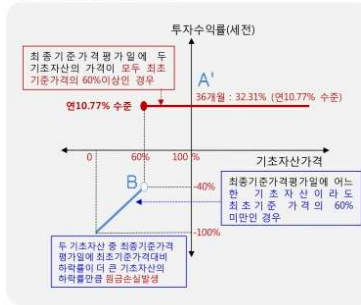 투자수익률(세전)
최종기준가격평가일에 두
기초자산의 가격이 모두 최초
기준가격의 60%이상인 경우
A'
36개월 : 32.31% (연10.77% 수준)
연10.77% 수준
0 60% 100 %
기초자산가격
B
-40%
최종기준가격평가일에 어느
한 기초자산이라도
최초기준 가격의 60%
미만인 경우
-100%
두 기초자산 중 최종기준가격
평가일에 최초기준가격대비
하락률이 더 큰 기초자산의
하락률만큼 원금손실발생